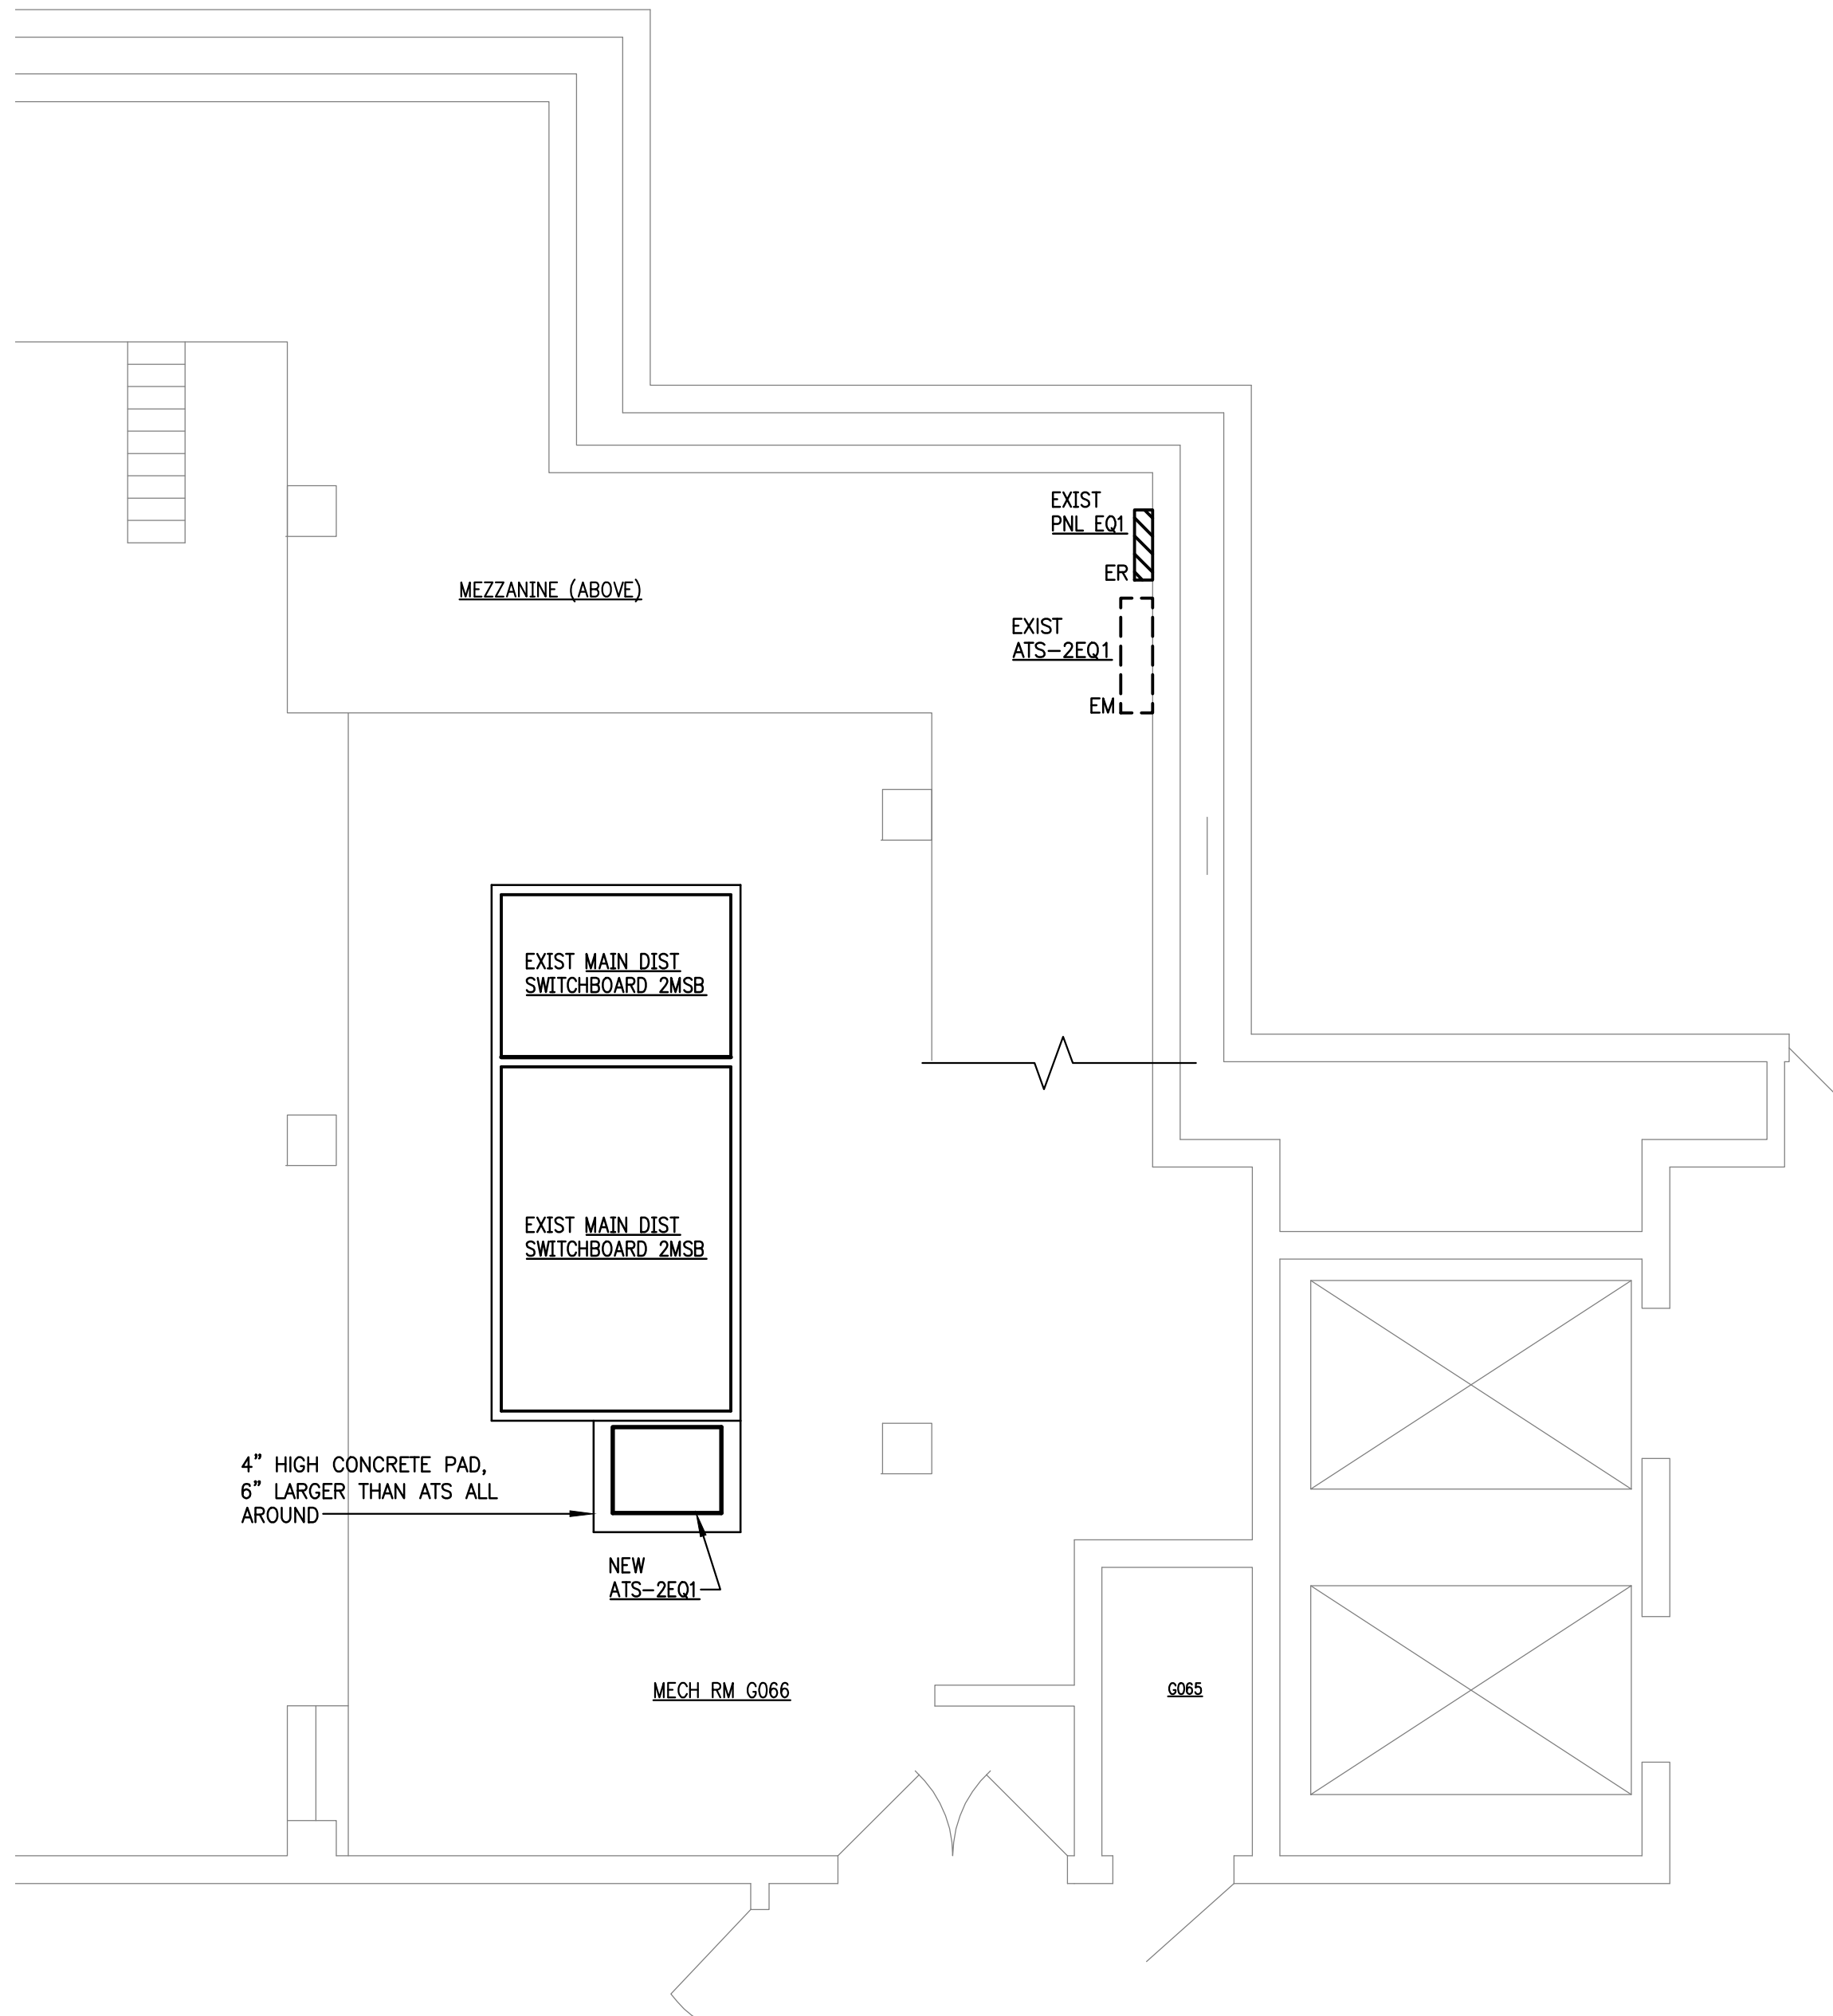 EXIST
PNL EQ1
ER
MEZZANINE (ABOVE)
EXIST
ATS-2EQ1
EM
EXIST MAIN DIST
SWITCHBOARD 2MSB
EXIST MAIN DIST
SWITCHBOARD 2MSB
4" HIGH CONCRETE PAD,
6" LARGER THAN ATS ALL
AROUND
NEW
ATS-2EQ1
MECH RM G066
G065